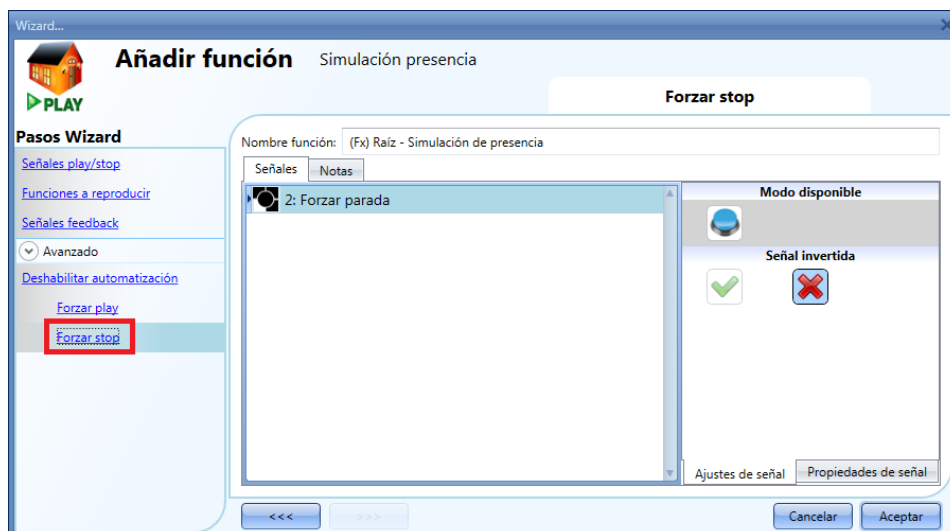 Wizard...
Añadir función Simulación presencia
PLAY
Forzar stop
Pasos Wizard
Señales play/stop
Funciones a reproducir
Señales feedback
Avanzado
Deshabilitar automatización
Forzar play
Forzar stop
Nombre función: (Fx) Raíz - Simulación de presencia
Señales Notas
2: Forzar parada
Modo disponible
Señal invertida
Ajustes de señal Propiedades de señal
<<< >>> Cancelar Aceptar